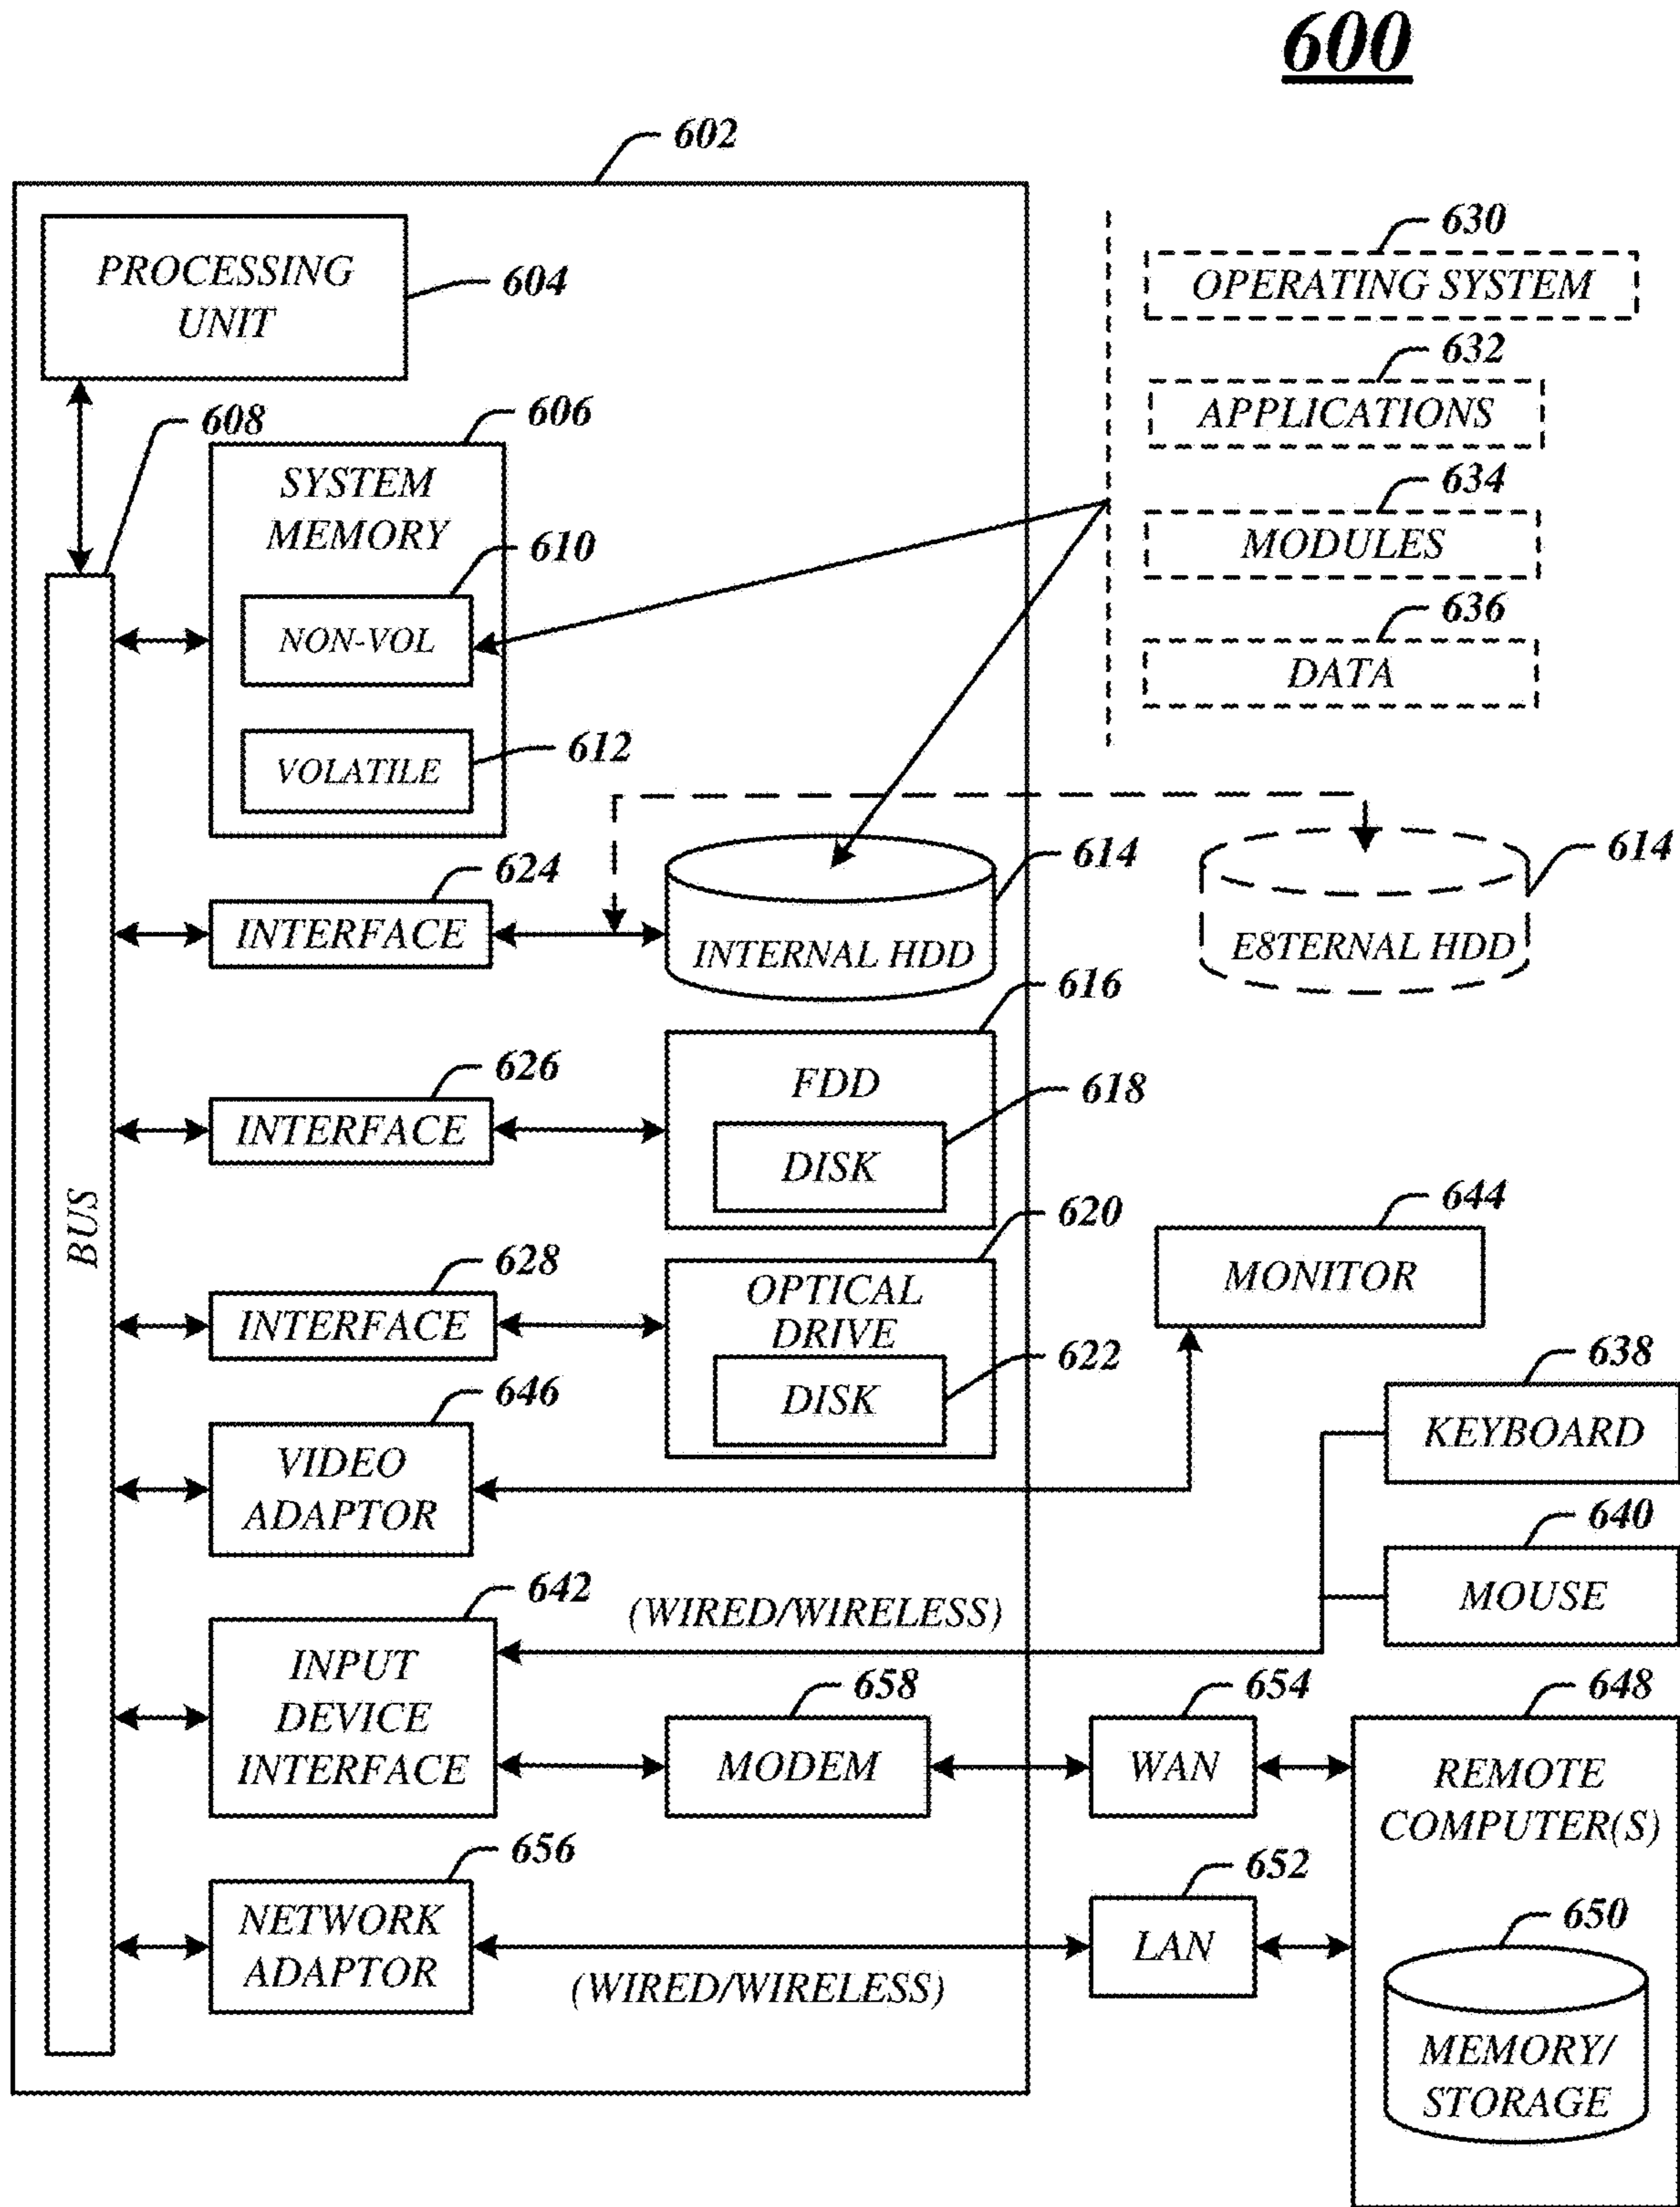 600
602
PROCESSING
UNIT
604
630
OPERATING SYSTEM
632
APPLICATIONS
634
MODULES
636
DATA
608
606
SYSTEM
MEMORY
610
NON-VOL
612
VOLATILE
624
INTERFACE
614
INTERNAL HDD
614
E8TERNAL HDD
616
626
INTERFACE
FDD
618
DISK
BUS
620
628
INTERFACE
OPTICAL
DRIVE
622
DISK
644
MONITOR
638
KEYBOARD
646
VIDEO
ADAPTOR
640
MOUSE
642
(WIRED/WIRELESS)
INPUT
DEVICE
INTERFACE
658
MODEM
654
WAN
648
REMOTE
COMPUTER(S)
656
NETWORK
ADAPTOR
(WIRED/WIRELESS)
652
LAN
650
MEMORY/
STORAGE